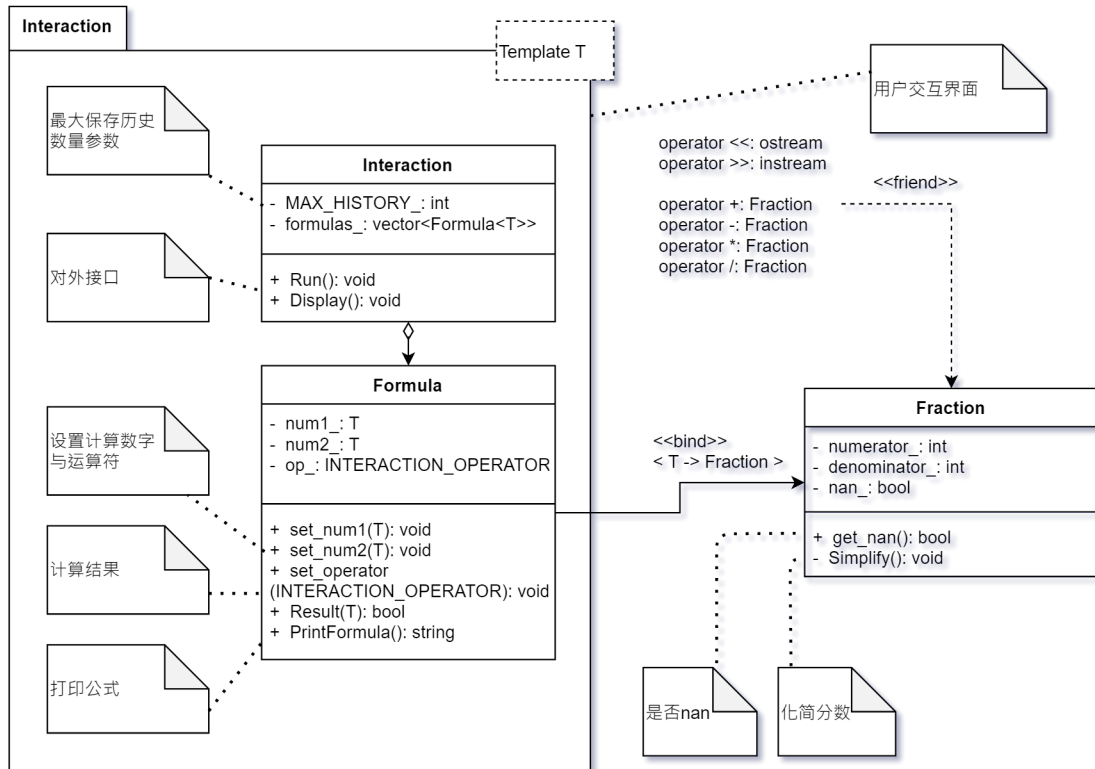 Interaction
Template T
用户交互界面
最大保存历史
数量参数
Interaction
- MAX_HISTORY_: int
- formulas_: vector<Formula<T>>
+ Run(): void
+ Display(): void
对外接口
operator <<: ostream
operator >>: instream
operator +: Fraction
operator -: Fraction
operator *: Fraction
operator /: Fraction
<<friend>>
Formula
- num1_: T
- num2_: T
- op_: INTERACTION_OPERATOR
+ set_num1(T): void
+ set_num2(T): void
+ set_operator
(INTERACTION_OPERATOR): void
+ Result(T): bool
+ PrintFormula(): string
设置计算数字
与运算符
计算结果
打印公式
<<bind>>
< T -> Fraction >
Fraction
- numerator_: int
- denominator_: int
- nan_: bool
+ get_nan(): bool
- Simplify(): void
是否nan
化简分数